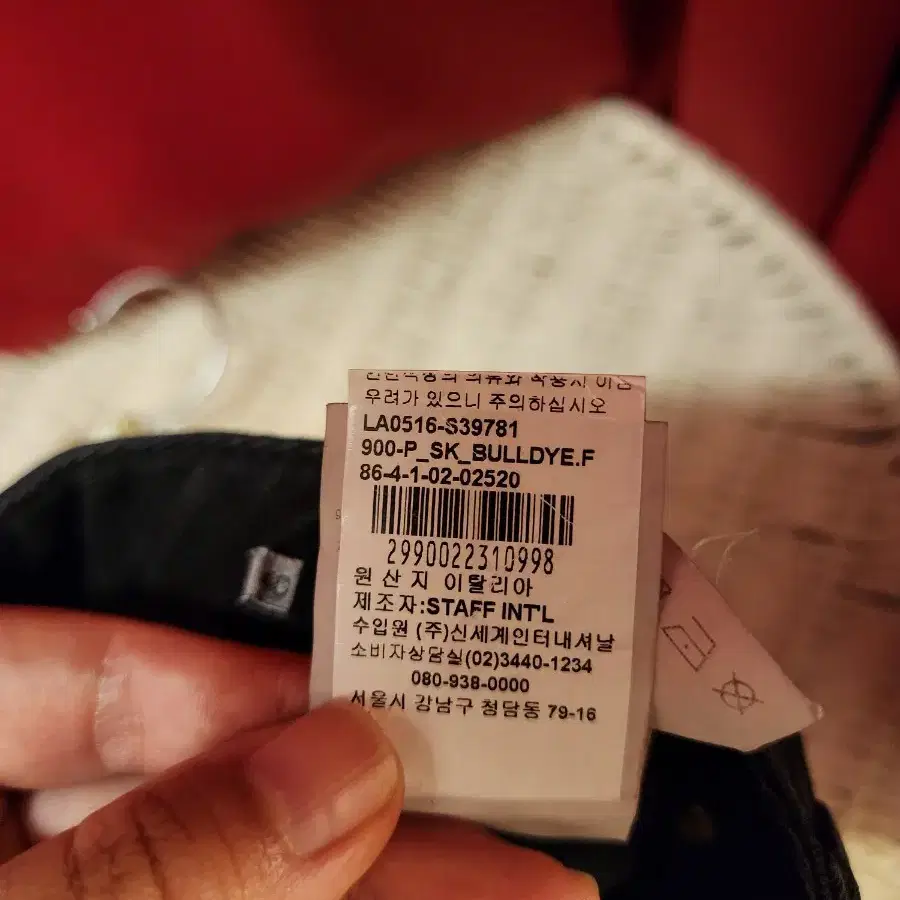 우려가 있으니 주의하십시오
LA0516-S39781
900-P_SK_BULLDYE.F
86-4-1-02-02520
2990022310998
원 산 지 이탈리아
제조자:STAFF INT'L
수입원 (주)신세계인터내셔날
소비자상담실(02)3440-1234
080-938-0000
서울시 강남구 청담동 79-16